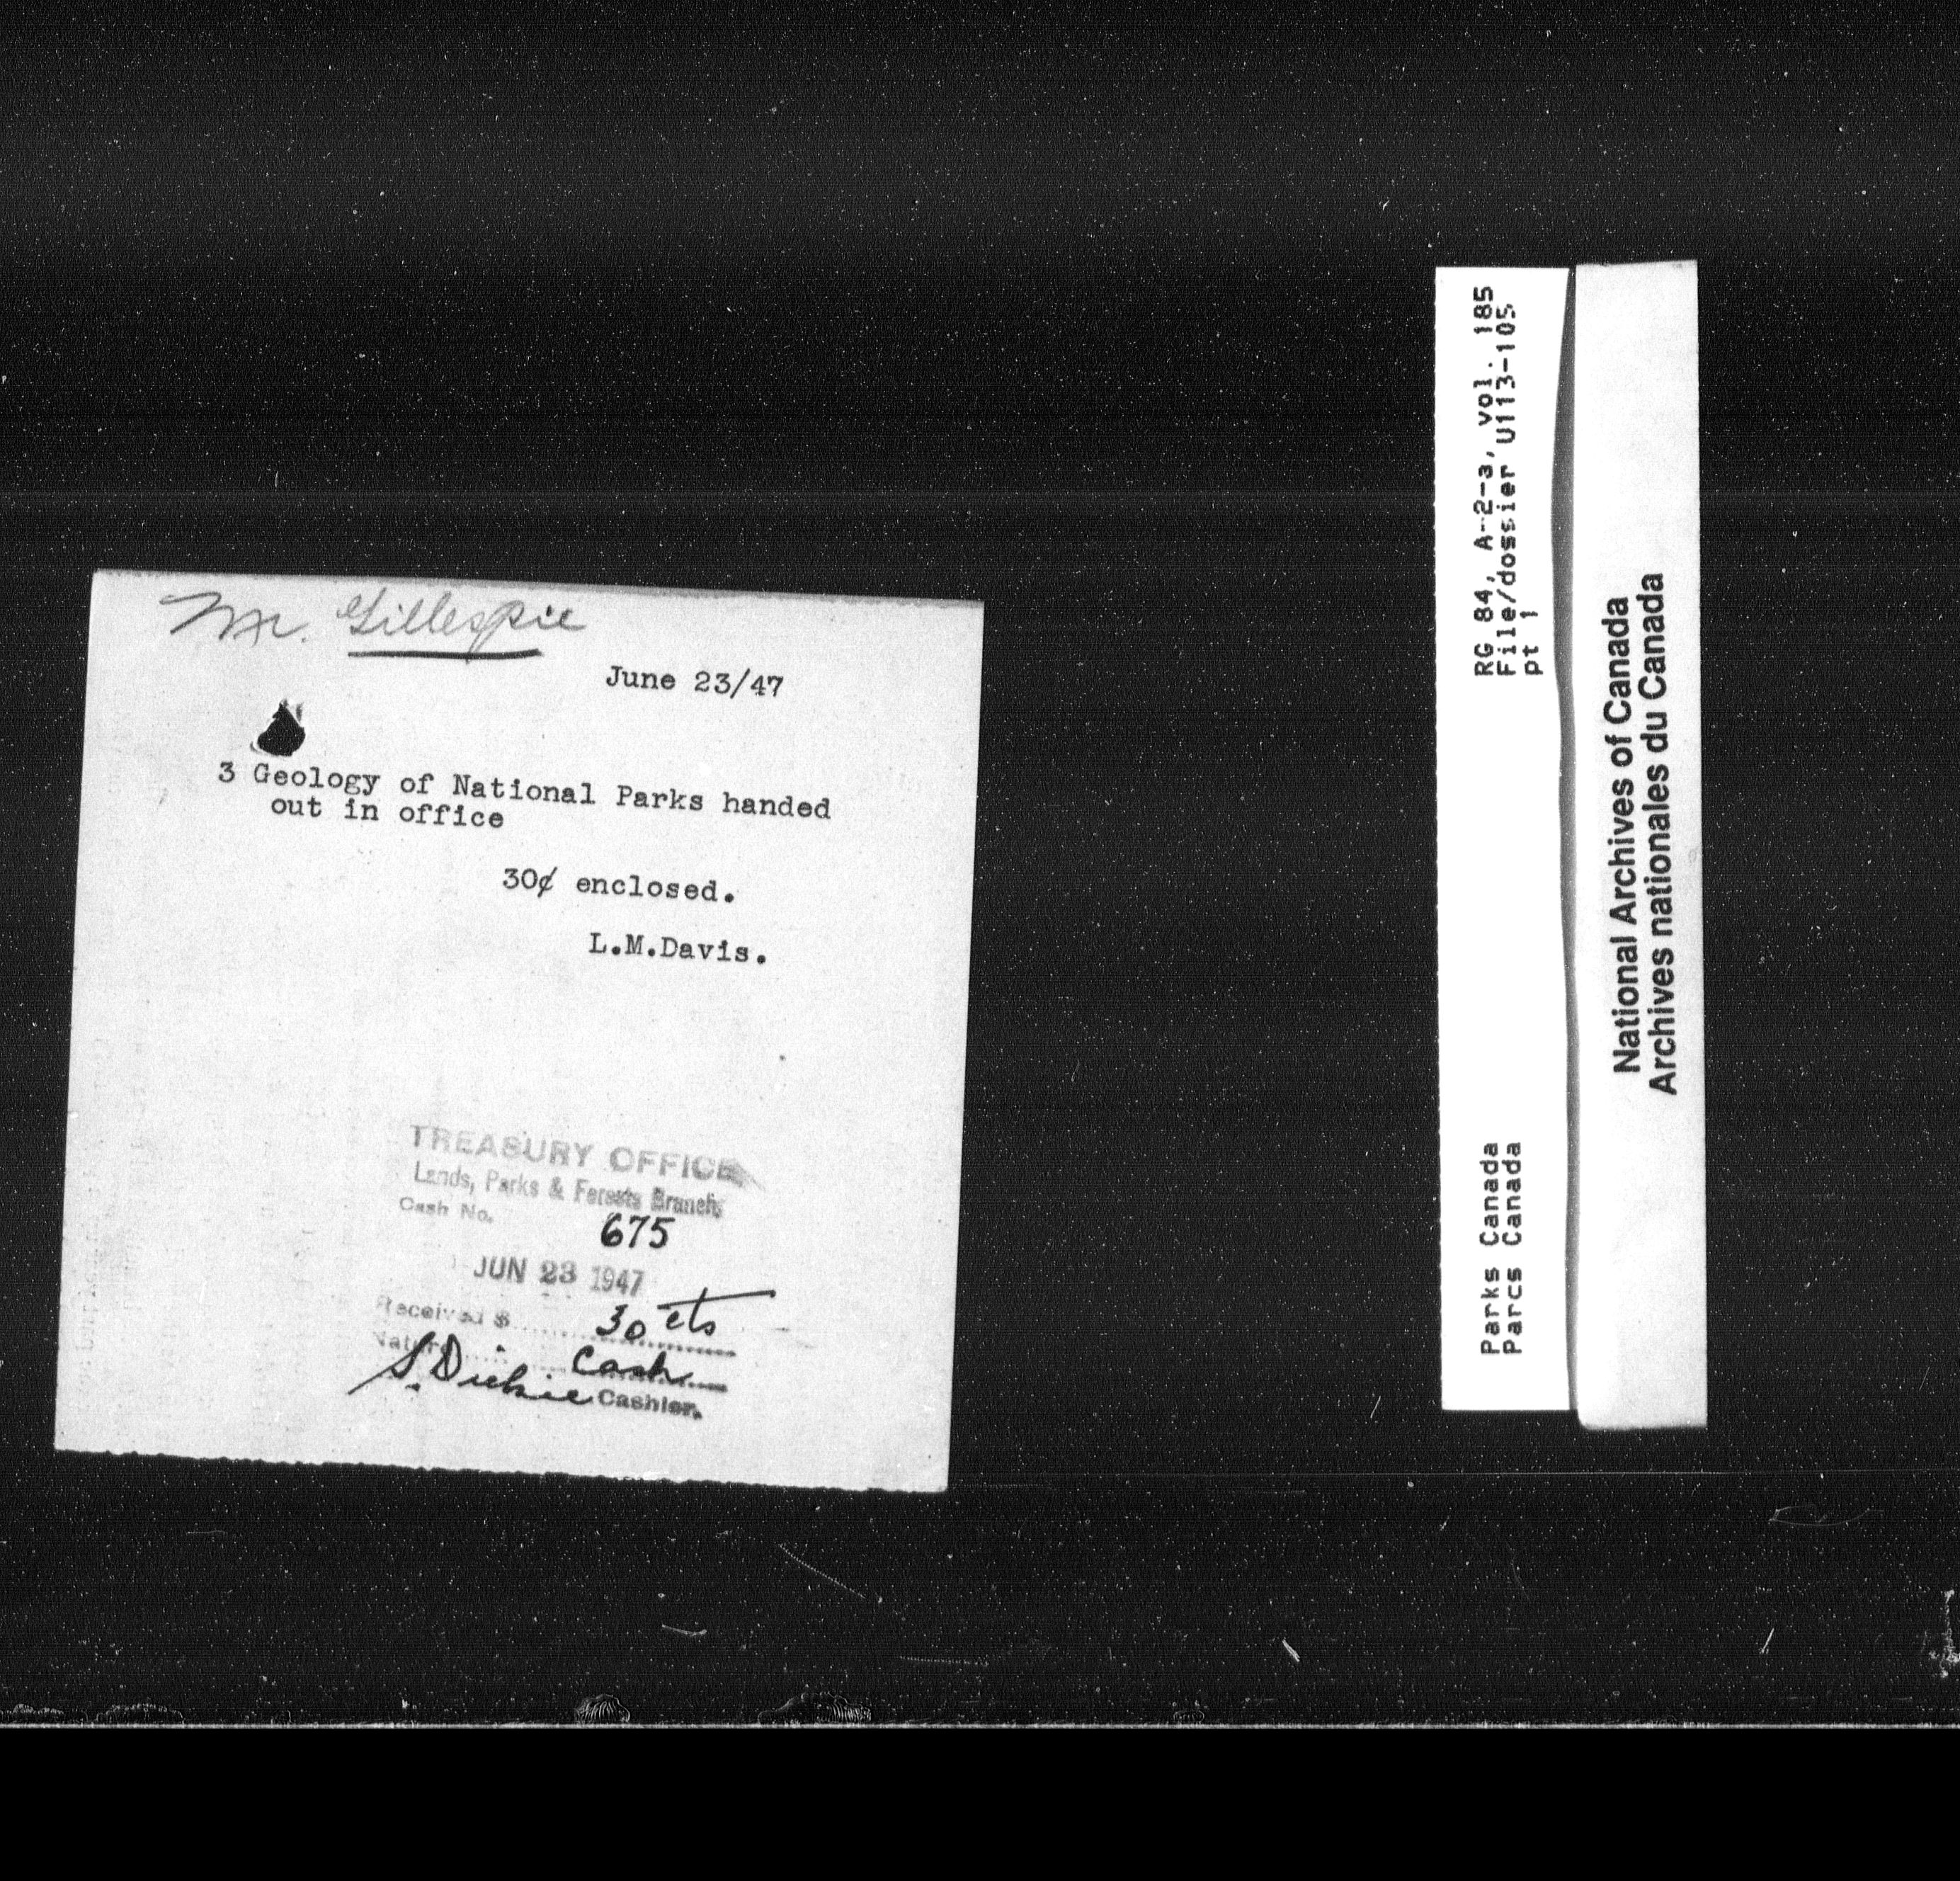 Mr. Gillespie
June 23/47
3 Geology of National Parks handed
out in office
30¢ enclosed.
L.M.Davis.
TREASURY OFFICE
Lands, Parks & Forests Branch
Cash No.
675
JUN 23 1947
Received $ 30 cts
Nature Cash
S. Dickie Cashier.
RG 84, A-2-a, vol. 185
File/dossier U113-105
pt 1
Parks Canada
Parcs Canada
National Archives of Canada
Archives nationales du Canada